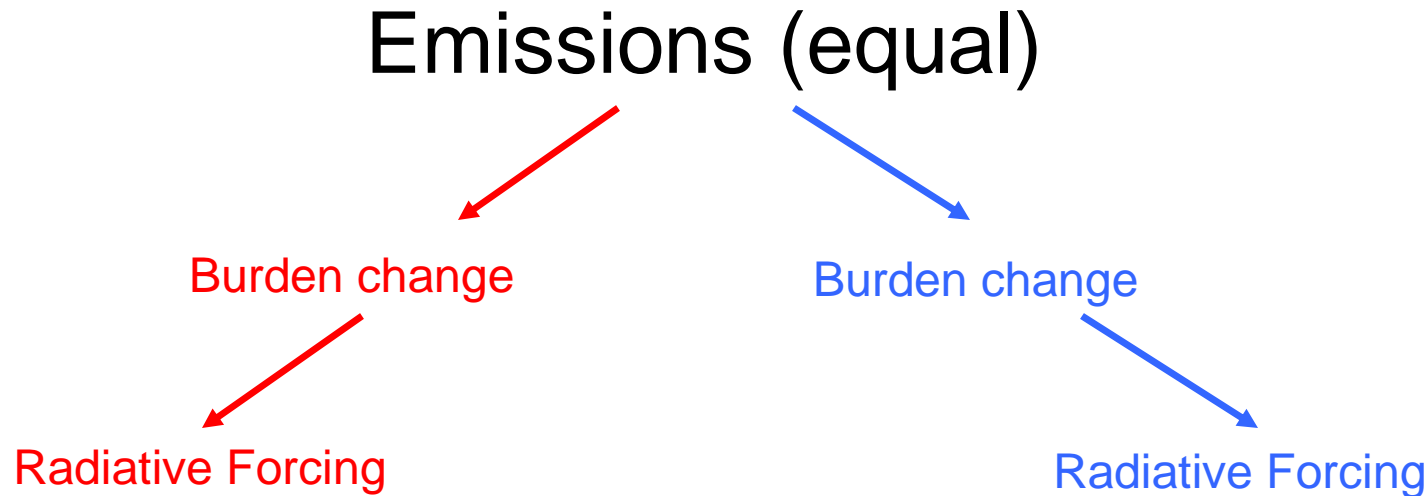 Emissions (equal)
Burden change
Burden change
Radiative Forcing
Radiative Forcing